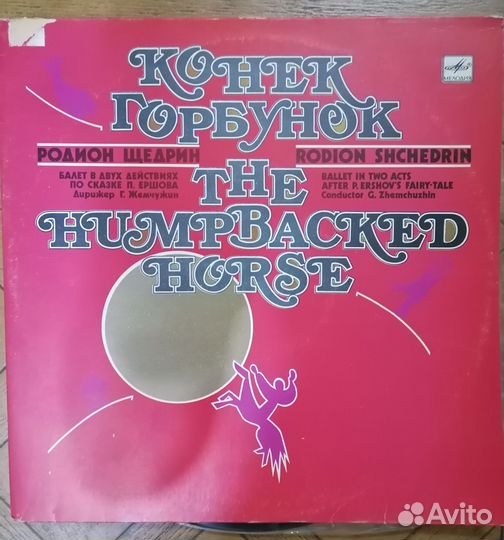 КОНЕК
ГОРБУНОК
МЕЛОДИЯ
РОДИОН ЩЕДРИН
RODION SHCHEDRIN
БАЛЕТ В ДВУХ ДЕЙСТВИЯХ
ПО СКАЗКЕ П. ЕРШОВА
Дирижер Г. Жемчужин
BALLET IN TWO ACTS
AFTER P. ERSHOV'S FAIRY-TALE
Conductor G. Zhemchuzhin
THE
HUMPBACKED
HORSE
Avito